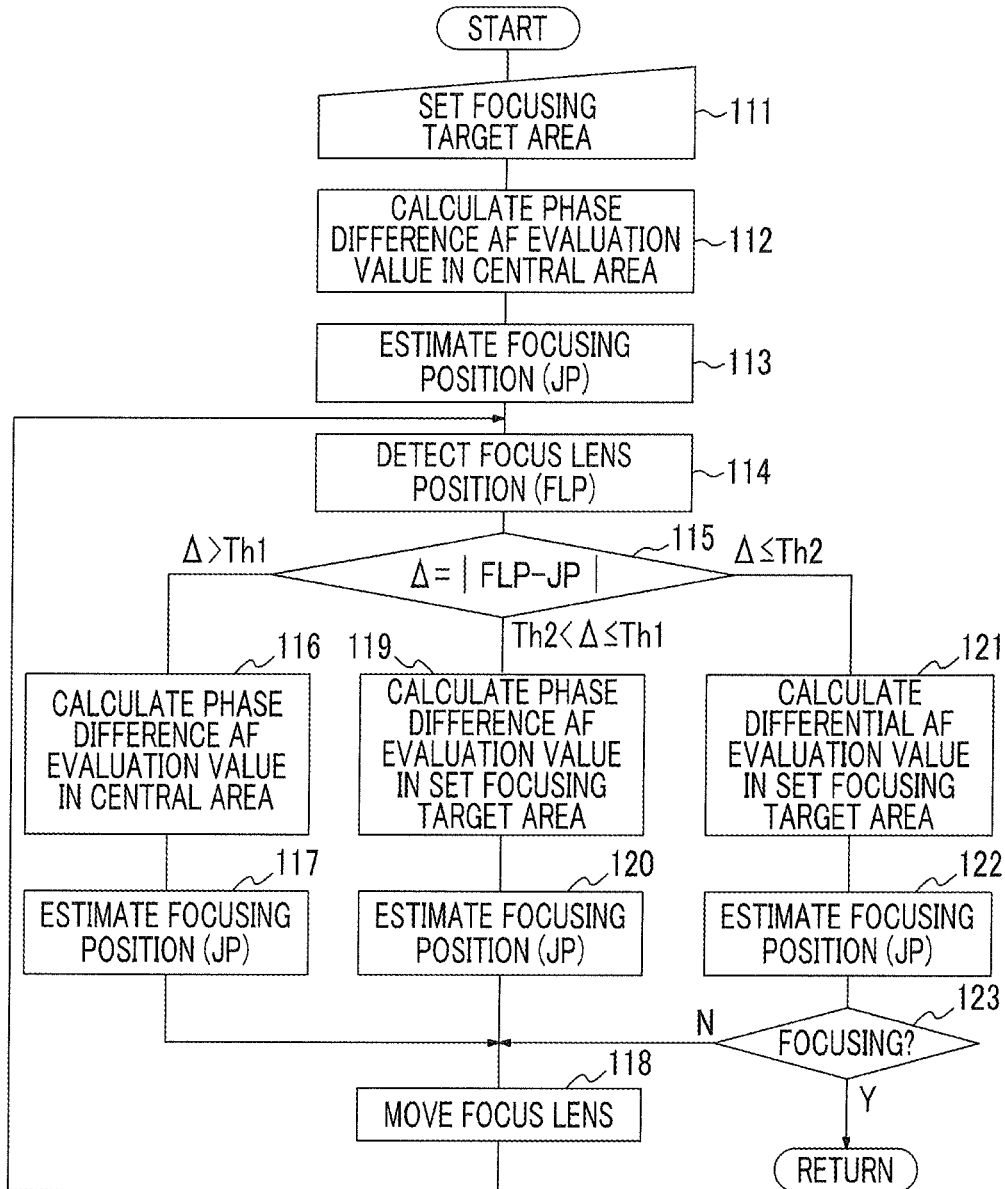 START
SET FOCUSING
TARGET AREA
111
CALCULATE PHASE
DIFFERENCE AF EVALUATION
VALUE IN CENTRAL AREA
112
ESTIMATE FOCUSING
POSITION (JP)
113
DETECT FOCUS LENS
POSITION (FLP)
114
Δ>Th1
Δ= | FLP-JP |
115
Δ≤Th2
Th2<Δ≤Th1
116
CALCULATE PHASE
DIFFERENCE AF
EVALUATION VALUE
IN CENTRAL AREA
117
ESTIMATE FOCUSING
POSITION (JP)
119
CALCULATE PHASE
DIFFERENCE AF
EVALUATION VALUE
IN SET FOCUSING
TARGET AREA
120
ESTIMATE FOCUSING
POSITION (JP)
121
CALCULATE
DIFFERENTIAL AF
EVALUATION VALUE
IN SET FOCUSING
TARGET AREA
122
ESTIMATE FOCUSING
POSITION (JP)
123
FOCUSING?
N
Y
118
MOVE FOCUS LENS
RETURN